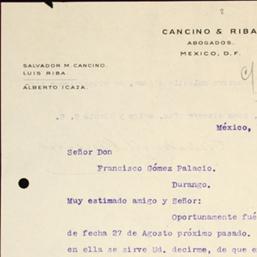 CANCINO & RIBA
ABOGADOS.
MEXICO, D.F.
SALVADOR M. CANCINO.
LUIS RIBA.
ALBERTO ICAZA.
México,
Señor Don
Francisco Gómez Palacio.
Durango.
Muy estimado amigo y Señor:
Oportunamente fué
de fecha 27 de Agosto próximo pasado.
en ella se sirve Ud. decirme, de que e